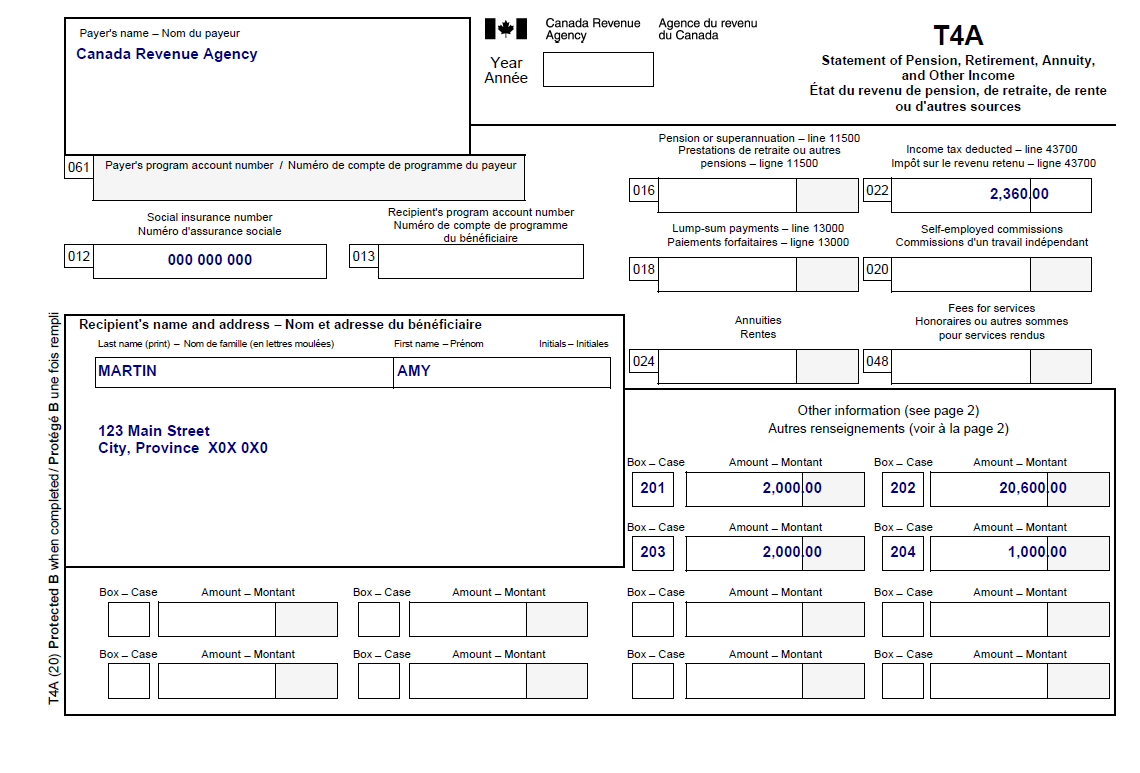 Payer's name – Nom du payeur
Canada Revenue Agency
Canada Revenue Agency
Agence du revenu du Canada
Year
Année
T4A
Statement of Pension, Retirement, Annuity,
and Other Income
État du revenu de pension, de retraite, de rente
ou d'autres sources
061
Payer's program account number / Numéro de compte de programme du payeur
Pension or superannuation – line 11500
Prestations de retraite ou autres
pensions – ligne 11500
016
Income tax deducted – line 43700
Impôt sur le revenu retenu – ligne 43700
022
2,360.00
Social insurance number
Numéro d'assurance sociale
012
000 000 000
Recipient's program account number
Numéro de compte de programme
du bénéficiaire
013
Lump-sum payments – line 13000
Paiements forfaitaires – ligne 13000
018
Self-employed commissions
Commissions d'un travail indépendant
020
Annuities
Rentes
024
Fees for services
Honoraires ou autres sommes
pour services rendus
048
Recipient's name and address – Nom et adresse du bénéficiaire
Last name (print) – Nom de famille (en lettres moulées)
First name – Prénom
Initials – Initiales
MARTIN
AMY
123 Main Street
City, Province  X0X 0X0
Other information (see page 2)
Autres renseignements (voir à la page 2)
Box – Case
Amount – Montant
Box – Case
Amount – Montant
201
2,000.00
202
20,600.00
Box – Case
Amount – Montant
Box – Case
Amount – Montant
203
2,000.00
204
1,000.00
Box – Case
Amount – Montant
Box – Case
Amount – Montant
Box – Case
Amount – Montant
Box – Case
Amount – Montant
Box – Case
Amount – Montant
Box – Case
Amount – Montant
Box – Case
Amount – Montant
Box – Case
Amount – Montant
T4A (20) Protected B when completed / Protégé B une fois rempli